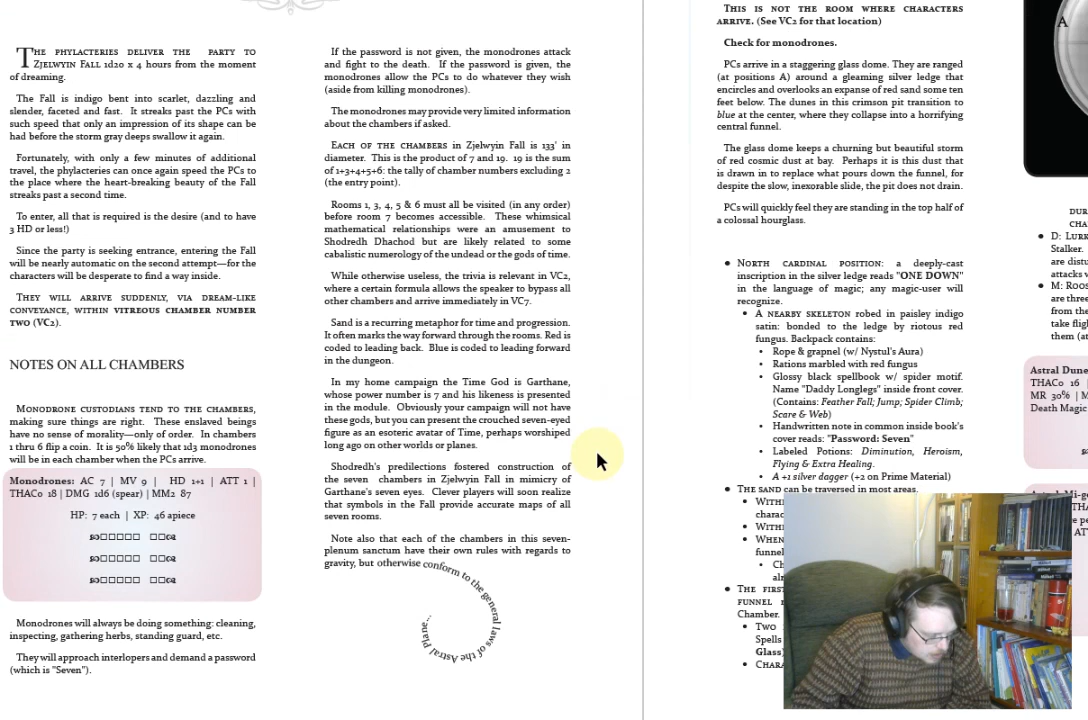 THE PHYLACTERIES DELIVER THE PARTY TO
ZJELWYIN FALL 1d20 x 4 hours from the moment
of dreaming.
The Fall is indigo bent into scarlet, dazzling and
slender, faceted and fast. It streaks past the PCs with
such speed that only an impression of its shape can be
had before the storm gray deeps swallow it again.
Fortunately, with only a few minutes of additional
travel, the phylacteries can once again speed the PCs to
the place where the heart-breaking beauty of the Fall
streaks past a second time.
To enter, all that is required is the desire (and to have
3 HD or less!)
Since the party is seeking entrance, entering the Fall
will be nearly automatic on the second attempt—for the
characters will be desperate to find a way inside.
THEY WILL ARRIVE SUDDENLY, VIA DREAM-LIKE
CONVEYANCE, WITHIN VITREOUS CHAMBER NUMBER
TWO (VC2).
NOTES ON ALL CHAMBERS
MONODRONE CUSTODIANS TEND TO THE CHAMBERS,
making sure things are right. These enslaved beings
have no sense of morality—only of order. In chambers
1 thru 6 flip a coin. It is 50% likely that 1d3 monodrones
will be in each chamber when the PCs arrive.
Monodrones: AC 7 | MV 9 | HD 1+1 | ATT 1 |
THACo 18 | DMG 1d6 (spear) | MM2 87
HP: 7 each | XP: 46 apiece
Monodrones will always be doing something: cleaning,
inspecting, gathering herbs, standing guard, etc.
They will approach interlopers and demand a password
(which is "Seven").
If the password is not given, the monodrones attack
and fight to the death. If the password is given, the
monodrones allow the PCs to do whatever they wish
(aside from killing monodrones).
The monodrones may provide very limited information
about the chambers if asked.
EACH OF THE CHAMBERS in Zjelwyin Fall is 133' in
diameter. This is the product of 7 and 19. 19 is the sum
of 1+3+4+5+6: the tally of chamber numbers excluding 2
(the entry point).
Rooms 1, 3, 4, 5 & 6 must all be visited (in any order)
before room 7 becomes accessible. These whimsical
mathematical relationships were an amusement to
Shodredh Dhachod but are likely related to some
cabalistic numerology of the undead or the gods of time.
While otherwise useless, the trivia is relevant in VC2,
where a certain formula allows the speaker to bypass all
other chambers and arrive immediately in VC7.
Sand is a recurring metaphor for time and progression.
It often marks the way forward through the rooms. Red is
coded to leading back. Blue is coded to leading forward
in the dungeon.
In my home campaign the Time God is Garthane,
whose power number is 7 and his likeness is presented
in the module. Obviously your campaign will not have
these gods, but you can present the crouched seven-eyed
figure as an esoteric avatar of Time, perhaps worshiped
long ago on other worlds or planes.
Shodredh's predilections fostered construction of
the seven chambers in Zjelwyin Fall in mimicry of
Garthane's seven eyes. Clever players will soon realize
that symbols in the Fall provide accurate maps of all
seven rooms.
Note also that each of the chambers in this seven-
plenum sanctum have their own rules with regards to
gravity, but otherwise conform to the general laws of the Astral Plane...
THIS IS NOT THE ROOM WHERE CHARACTERS
ARRIVE. (See VC2 for that location)
Check for monodrones.
PCs arrive in a staggering glass dome. They are ranged
(at positions A) around a gleaming silver ledge that
encircles and overlooks an expanse of red sand some ten
feet below. The dunes in this crimson pit transition to
blue at the center, where they collapse into a horrifying
central funnel.
The glass dome keeps a churning but beautiful storm
of red cosmic dust at bay. Perhaps it is this dust that
is drawn in to replace what pours down the funnel, for
despite the slow, inexorable slide, the pit does not drain.
PCs will quickly feel they are standing in the top half of
a colossal hourglass.
• NORTH CARDINAL POSITION: a deeply-cast
inscription in the silver ledge reads "ONE DOWN"
in the language of magic; any magic-user will
recognize.
• A NEARBY SKELETON robed in paisley indigo
satin: bonded to the ledge by riotous red
fungus. Backpack contains:
• Rope & grapnel (w/ Nystul's Aura)
• Rations marbled with red fungus
• Glossy black spellbook w/ spider motif.
Name "Daddy Longlegs" inside front cover.
(Contains: Feather Fall; Jump; Spider Climb;
Scare & Web)
• Handwritten note in common inside book's
cover reads: "Password: Seven"
• Labeled Potions: Diminution, Heroism,
Flying & Extra Healing.
• A +1 silver dagger (+2 on Prime Material)
• THE SAND can be traversed in most areas.
• WITHI
charac
• WITHI
• WHEN
funnel
• Ch
al
• THE FIRST
FUNNEL
Chamber.
• TWO
Spells
Glass
• CHARA
A
DUR
CHA
• D: LURK
Stalker.
are distu
attacks w
• M: ROOS
are three
from the
take fligh
them (at
Astral Dune
THACo 16 |
MR 30% | M
Death Magic
Astral Mi-g